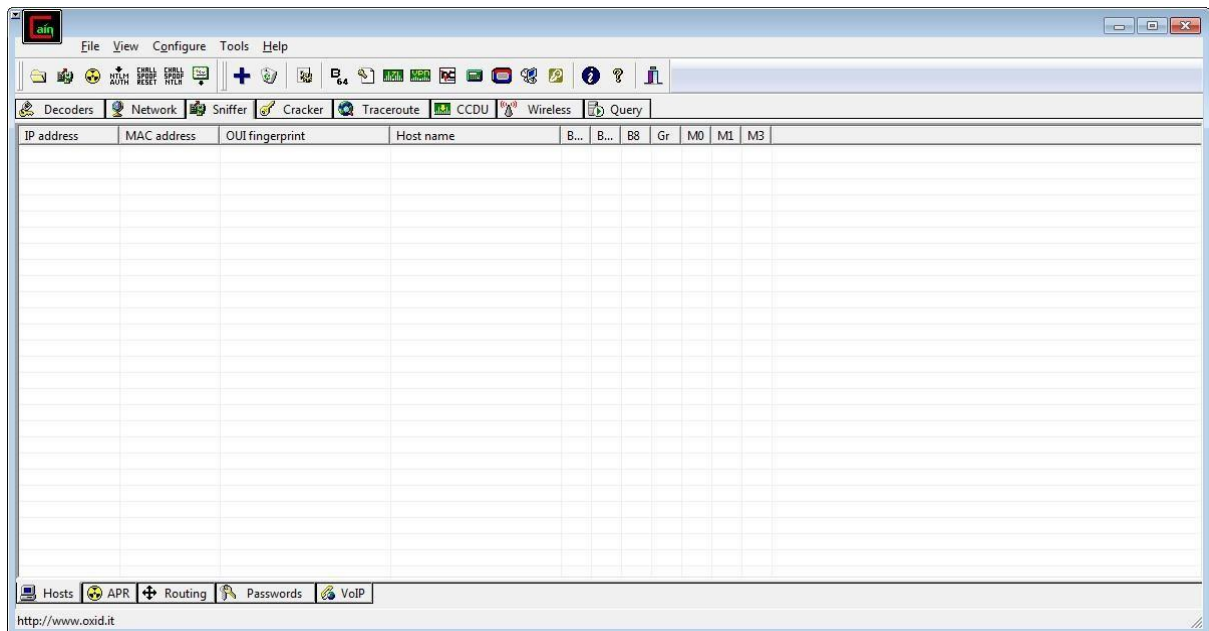 Cain
File View Configure Tools Help
NTLM AUTH CHALL SPOOF RESET CHALL SPOOF NTLM B 64
Decoders Network Sniffer Cracker Traceroute CCDU Wireless Query
IP address MAC address OUI fingerprint Host name B... B... B8 Gr M0 M1 M3
Hosts APR Routing Passwords VoIP
http://www.oxid.it